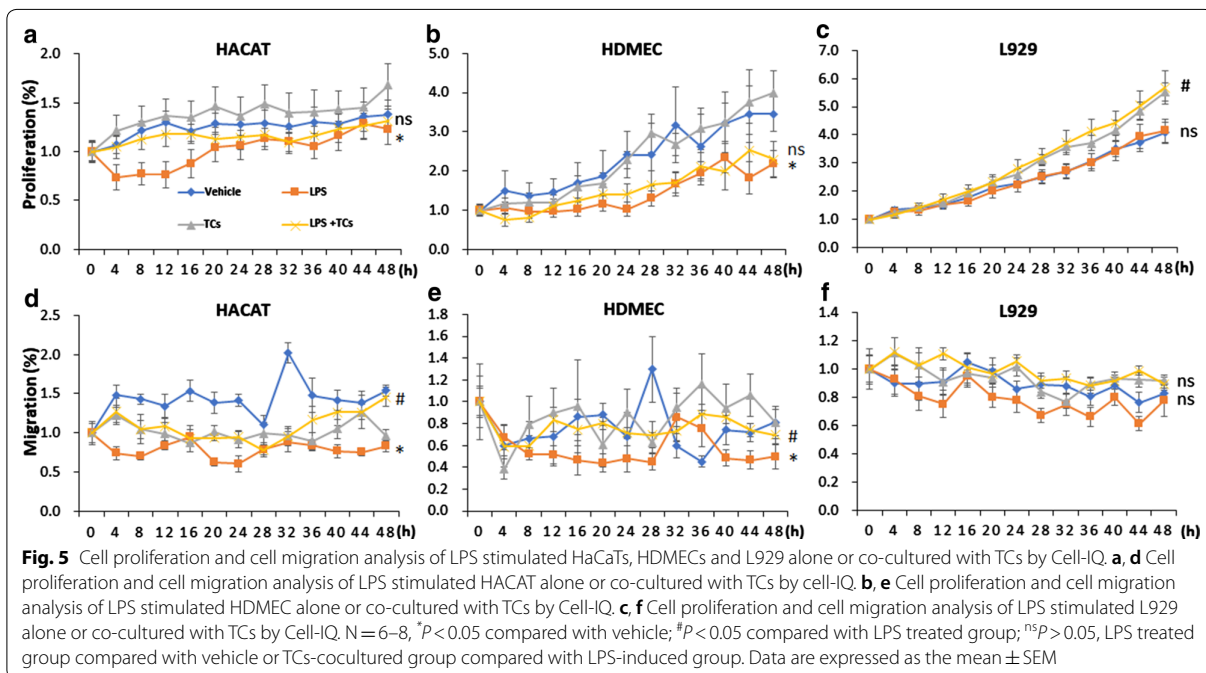 a HACAT
Proliferation (%)
2.0
1.5
1.0
0.5
0.0
ns
*
Vehicle LPS
TCs LPS +TCs
0 4 8 12 16 20 24 28 32 36 40 44 48 (h)
b HDMEC
5.0
4.0
3.0
2.0
1.0
0.0
ns
*
0 4 8 12 16 20 24 28 32 36 40 44 48 (h)
c L929
7.0
6.0
5.0
4.0
3.0
2.0
1.0
0.0
#
ns
0 4 8 12 16 20 24 28 32 36 40 44 48 (h)
d HACAT
Migration (%)
2.5
2.0
1.5
1.0
0.5
0.0
#
*
0 4 8 12 16 20 24 28 32 36 40 44 48 (h)
e HDMEC
1.8
1.6
1.4
1.2
1.0
0.8
0.6
0.4
0.2
0.0
#
*
0 4 8 12 16 20 24 28 32 36 40 44 48 (h)
f L929
1.4
1.2
1.0
0.8
0.6
0.4
0.2
0.0
ns
ns
0 4 8 12 16 20 24 28 32 36 40 44 48 (h)
Fig. 5 Cell proliferation and cell migration analysis of LPS stimulated HaCaTs, HDMECs and L929 alone or co-cultured with TCs by Cell-IQ. a, d Cell
proliferation and cell migration analysis of LPS stimulated HACAT alone or co-cultured with TCs by cell-IQ. b, e Cell proliferation and cell migration
analysis of LPS stimulated HDMEC alone or co-cultured with TCs by Cell-IQ. c, f Cell proliferation and cell migration analysis of LPS stimulated L929
alone or co-cultured with TCs by Cell-IQ. N = 6–8, *P < 0.05 compared with vehicle; #P < 0.05 compared with LPS treated group; nsP > 0.05, LPS treated
group compared with vehicle or TCs-cocultured group compared with LPS-induced group. Data are expressed as the mean ± SEM